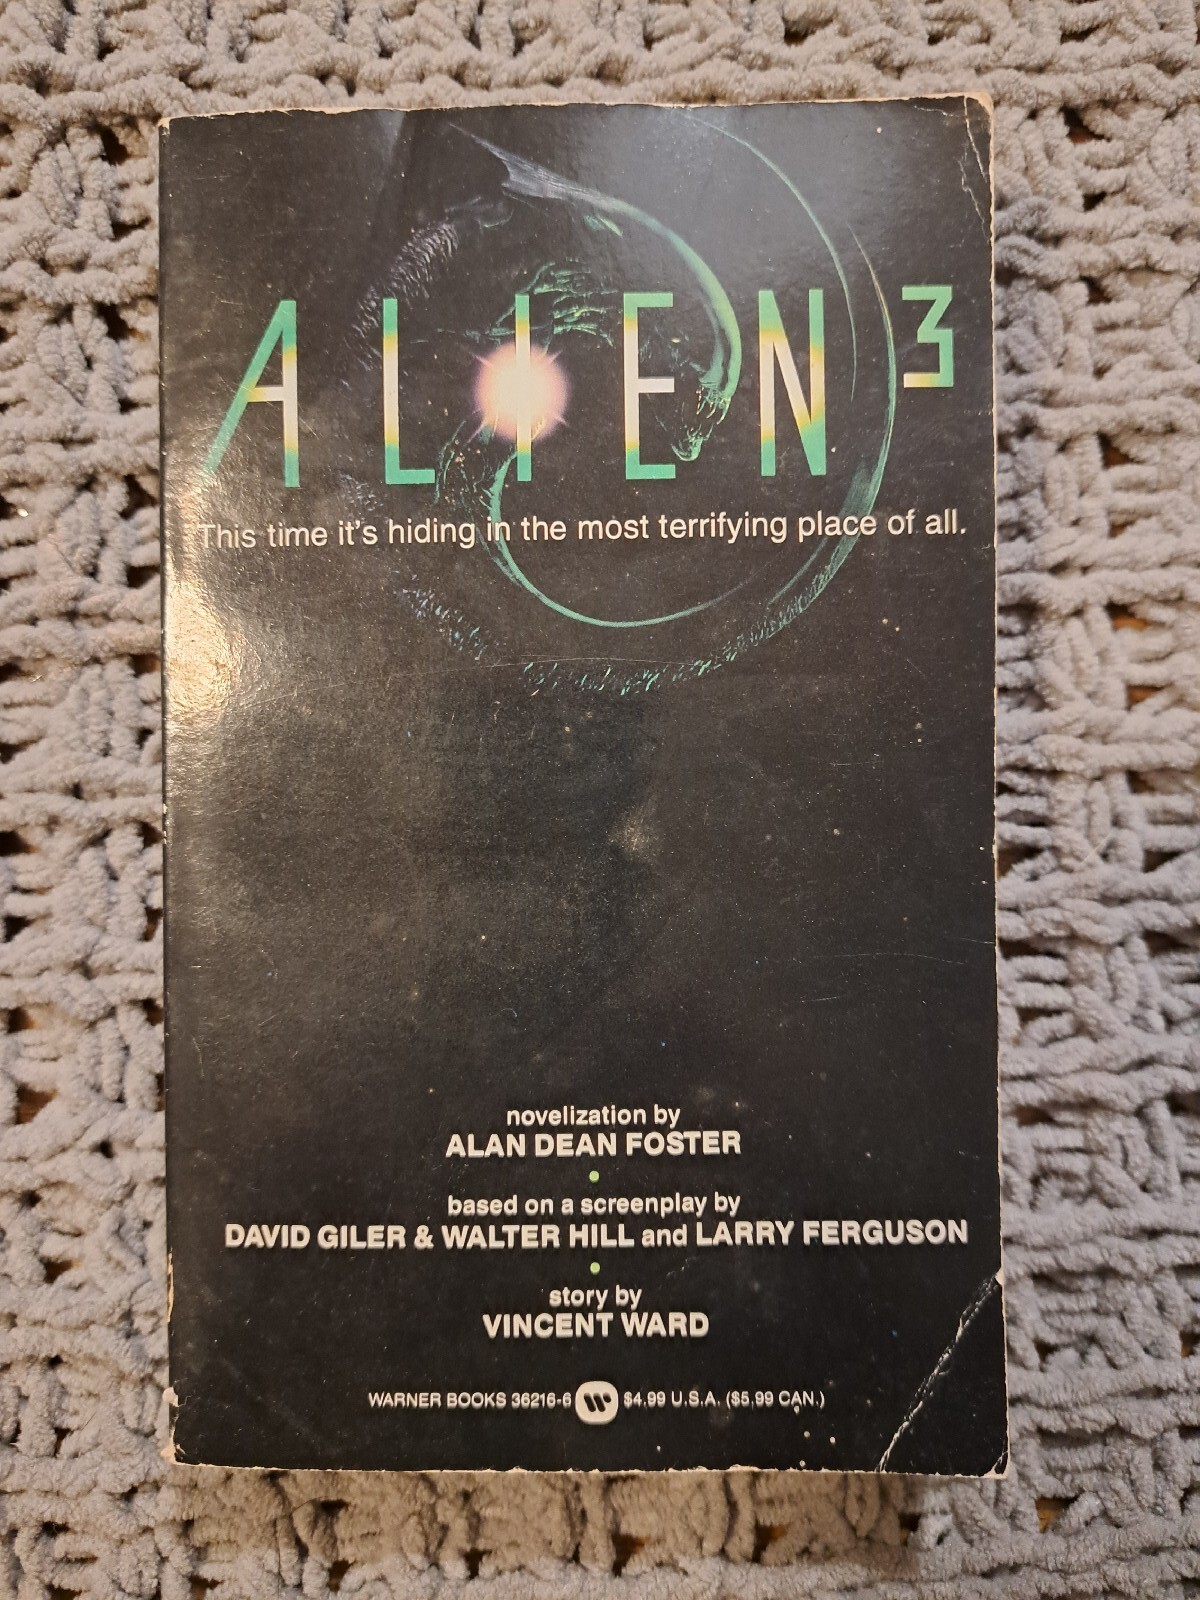 ALIEN³
This time it's hiding in the most terrifying place of all.
novelization by
ALAN DEAN FOSTER
based on a screenplay by
DAVID GILER & WALTER HILL and LARRY FERGUSON
story by
VINCENT WARD
WARNER BOOKS 36216-6 $4.99 U.S.A. ($5.99 CAN.)